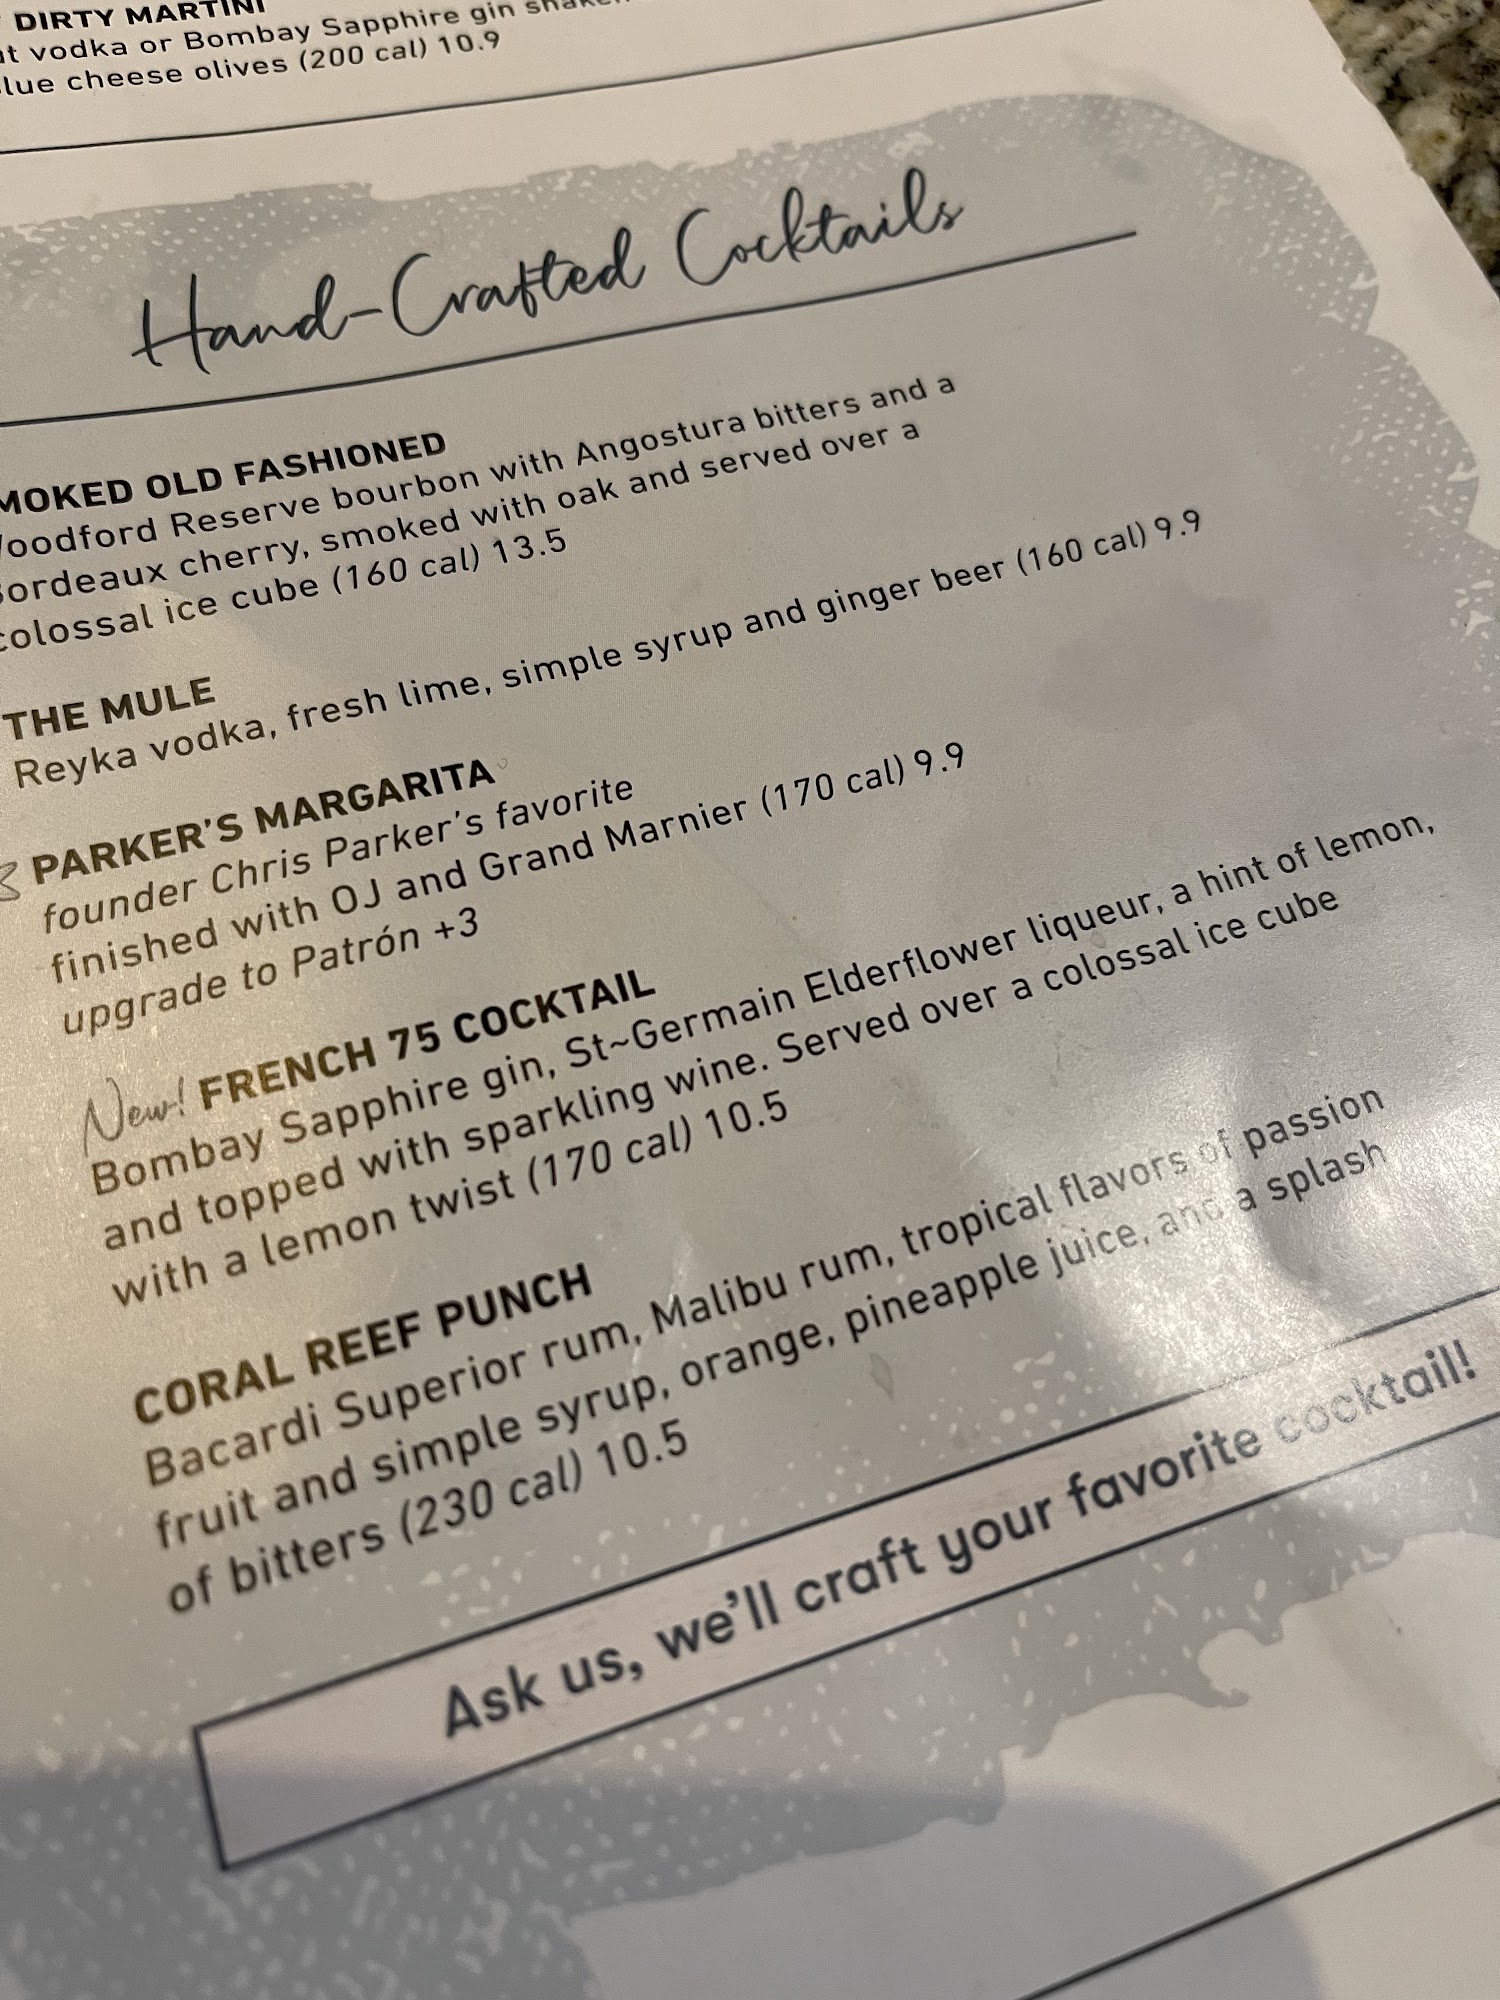 DIRTY MARTINI
vodka or Bombay Sapphire gin
cheese olives (200 cal) 10.9
Hand-Crafted Cocktails
OLD FASHIONED
Reserve bourbon with Angostura bitters and a
cherry, smoked with oak and served over a
colossal ice cube (160 cal) 13.5
THE MULE
Reyka vodka, fresh lime, simple syrup and ginger beer (160 cal) 9.9
PARKER'S MARGARITA
founder Chris Parker's favorite
finished with OJ and Grand Marnier (170 cal) 9.9
upgrade to Patrón +3
New! FRENCH 75 COCKTAIL
Bombay Sapphire gin, St~Germain Elderflower liqueur, a hint of lemon,
and topped with sparkling wine. Served over a colossal ice cube
with a lemon twist (170 cal) 10.5
CORAL REEF PUNCH
Bacardi Superior rum, Malibu rum, tropical flavors of passion
fruit and simple syrup, orange, pineapple juice, and a splash
of bitters (230 cal) 10.5
Ask us, we'll craft your favorite cocktail!